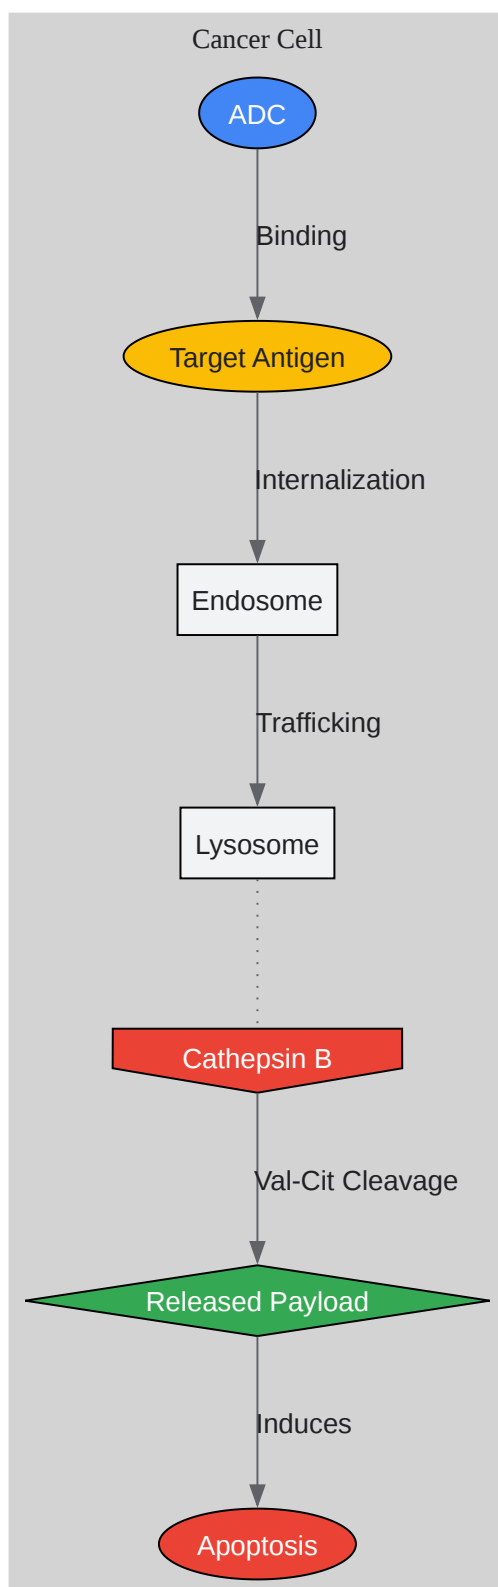 Cancer Cell
ADC
Binding
Target Antigen
Internalization
Endosome
Trafficking
Lysosome
Cathepsin B
Val-Cit Cleavage
Released Payload
Induces
Apoptosis